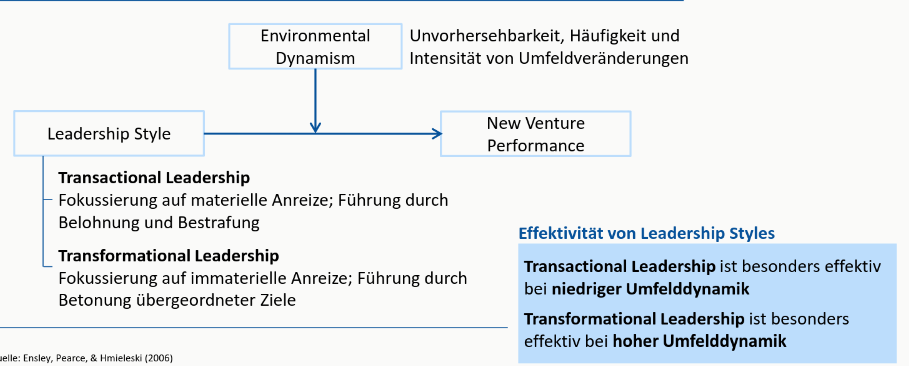 Environmental
Dynamism
Unvorhersehbarkeit, Häufigkeit und
Intensität von Umfeldveränderungen
Leadership Style
New Venture
Performance
Transactional Leadership
Fokussierung auf materielle Anreize; Führung durch
Belohnung und Bestrafung
Transformational Leadership
Fokussierung auf immaterielle Anreize; Führung durch
Betonung übergeordneter Ziele
Effektivität von Leadership Styles
Transactional Leadership ist besonders effektiv
bei niedriger Umfelddynamik
Transformational Leadership ist besonders
effektiv bei hoher Umfelddynamik
uelle: Ensley, Pearce, & Hmieleski (2006)